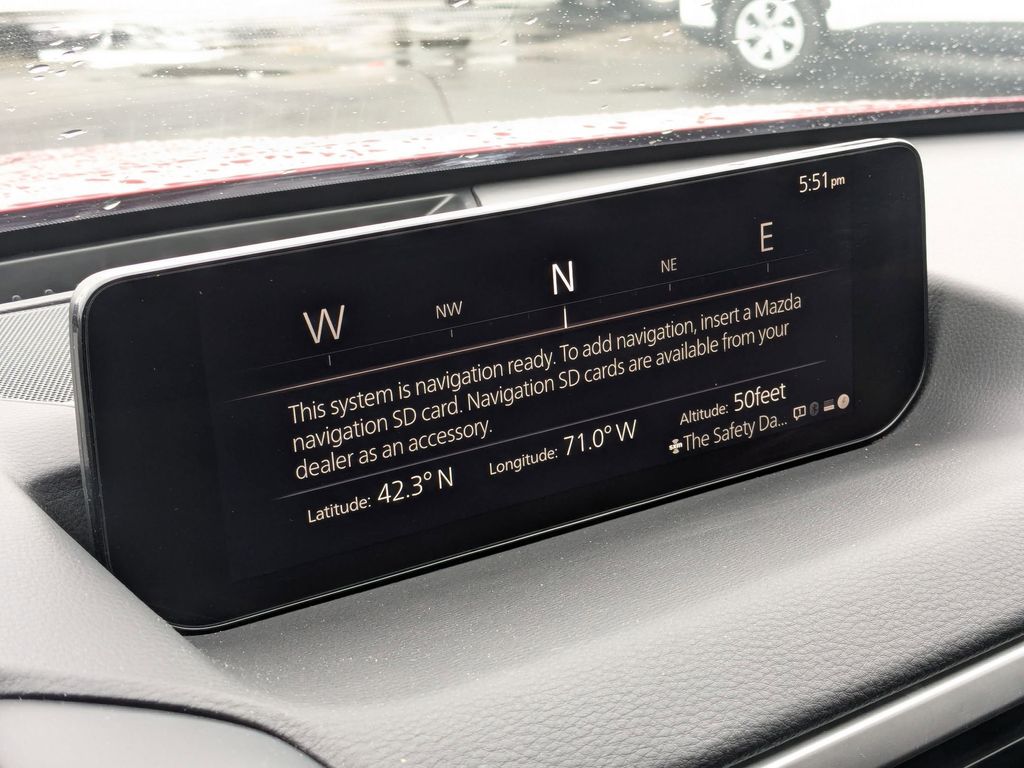 5:51 pm
W NW N NE E
This system is navigation ready. To add navigation, insert a Mazda
navigation SD card. Navigation SD cards are available from your
dealer as an accessory.
Latitude: 42.3° N Longitude: 71.0° W Altitude: 50feet
The Safety Da...